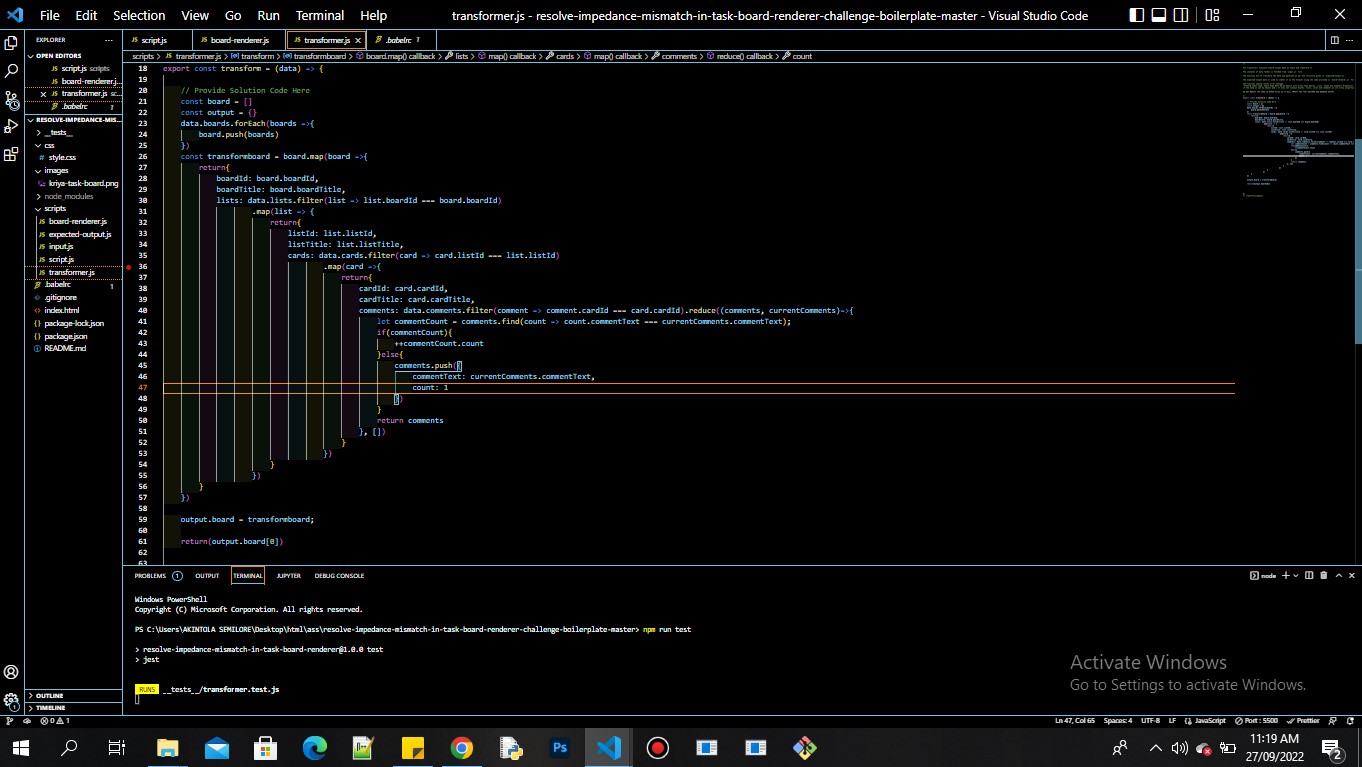 File Edit Selection View Go Run Terminal Help transformer.js - resolve-impedance-mismatch-in-task-board-renderer-challenge-boilerplate-master - Visual Studio Code
EXPLORER ...
OPEN EDITORS
script.js scripts
board-renderer.j...
transformer.js sc...
.babelrc 1
RESOLVE-IMPEDANCE-MIS...
__tests__
css
style.css
images
kriya-task-board.png
node_modules
scripts
board-renderer.js
expected-output.js
input.js
script.js
transformer.js
.babelrc 1
.gitignore
index.html
package-lock.json
package.json
README.md
OUTLINE
TIMELINE
script.js board-renderer.js transformer.js .babelrc 1
scripts > transformer.js > transform > transformboard > board.map() callback > lists > map() callback > cards > map() callback > comments > reduce() callback > count
18 export const transform = (data) => {
19
20 // Provide Solution Code Here
21 const board = []
22 const output = {}
23 data.boards.forEach(boards =>{
24 board.push(boards)
25 })
26 const transformboard = board.map(board =>{
27 return{
28 boardId: board.boardId,
29 boardTitle: board.boardTitle,
30 lists: data.lists.filter(list => list.boardId === board.boardId)
31 .map(list => {
32 return{
33 listId: list.listId,
34 listTitle: list.listTitle,
35 cards: data.cards.filter(card => card.listId === list.listId)
36 .map(card =>{
37 return{
38 cardId: card.cardId,
39 cardTitle: card.cardTitle,
40 comments: data.comments.filter(comment => comment.cardId === card.cardId).reduce((comments, currentComments)=>{
41 let commentCount = comments.find(count => count.commentText === currentComments.commentText);
42 if(commentCount){
43 ++commentCount.count
44 }else{
45 comments.push({
46 commentText: currentComments.commentText,
47 count: 1
48 })
49 }
50 return comments
51 }, [])
52 }
53 })
54 }
55 })
56 }
57 })
58
59 output.board = transformboard;
60
61 return(output.board[0])
62
63
PROBLEMS 1 OUTPUT TERMINAL JUPYTER DEBUG CONSOLE
node
Windows PowerShell
Copyright (C) Microsoft Corporation. All rights reserved.
PS C:\Users\AKINTOLA SEMILORE\Desktop\html\ass\resolve-impedance-mismatch-in-task-board-renderer-challenge-boilerplate-master> npm run test
> resolve-impedance-mismatch-in-task-board-renderer@1.0.0 test
> jest
RUNS __tests__/transformer.test.js
Activate Windows
Go to Settings to activate Windows.
0 1 Ln 47, Col 65 Spaces: 4 UTF-8 LF JavaScript Port : 5500 Prettier
11:19 AM
27/09/2022
2